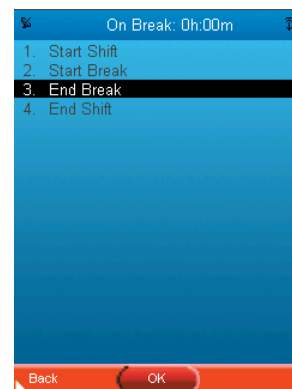 On Break: 0h:00m
1. Start Shift
2. Start Break
3. End Break
4. End Shift
Back OK